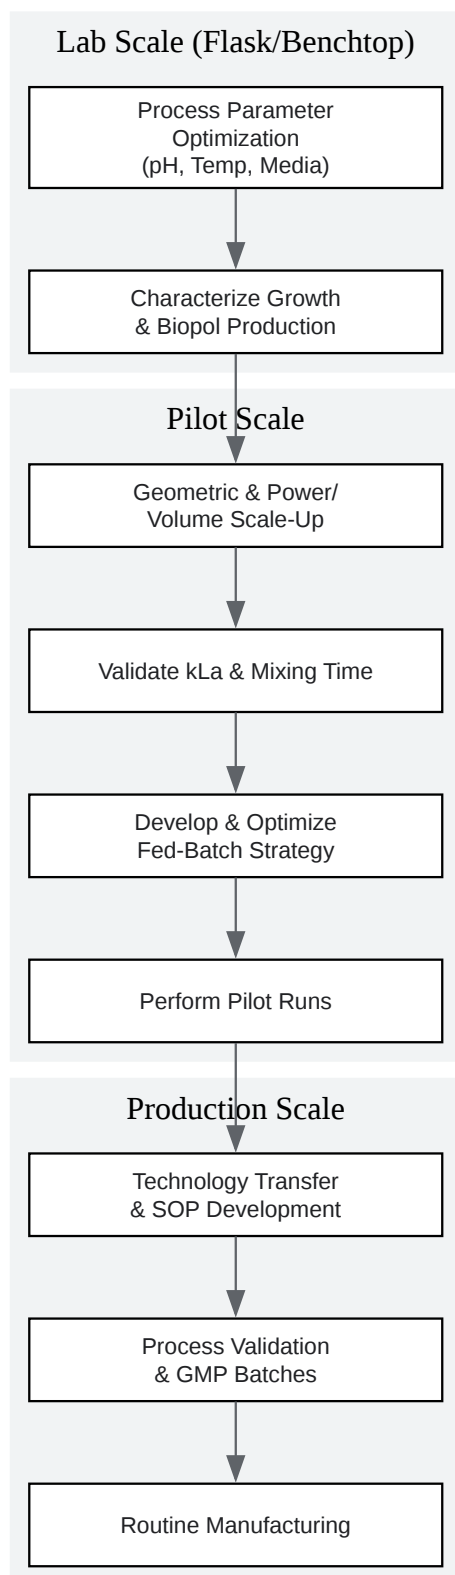 Lab Scale (Flask/Benchtop)
Process Parameter
Optimization
(pH, Temp, Media)
Characterize Growth
& Biopol Production
Pilot Scale
Geometric & Power/
Volume Scale-Up
Validate kLa & Mixing Time
Develop & Optimize
Fed-Batch Strategy
Perform Pilot Runs
Production Scale
Technology Transfer
& SOP Development
Process Validation
& GMP Batches
Routine Manufacturing